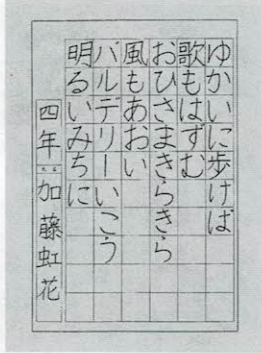 ゆかいに歩けば
歌もはずむ
おひさまきらきら
風もあおい
バルデリーいこう
明るいみちに
四年 加藤虹花